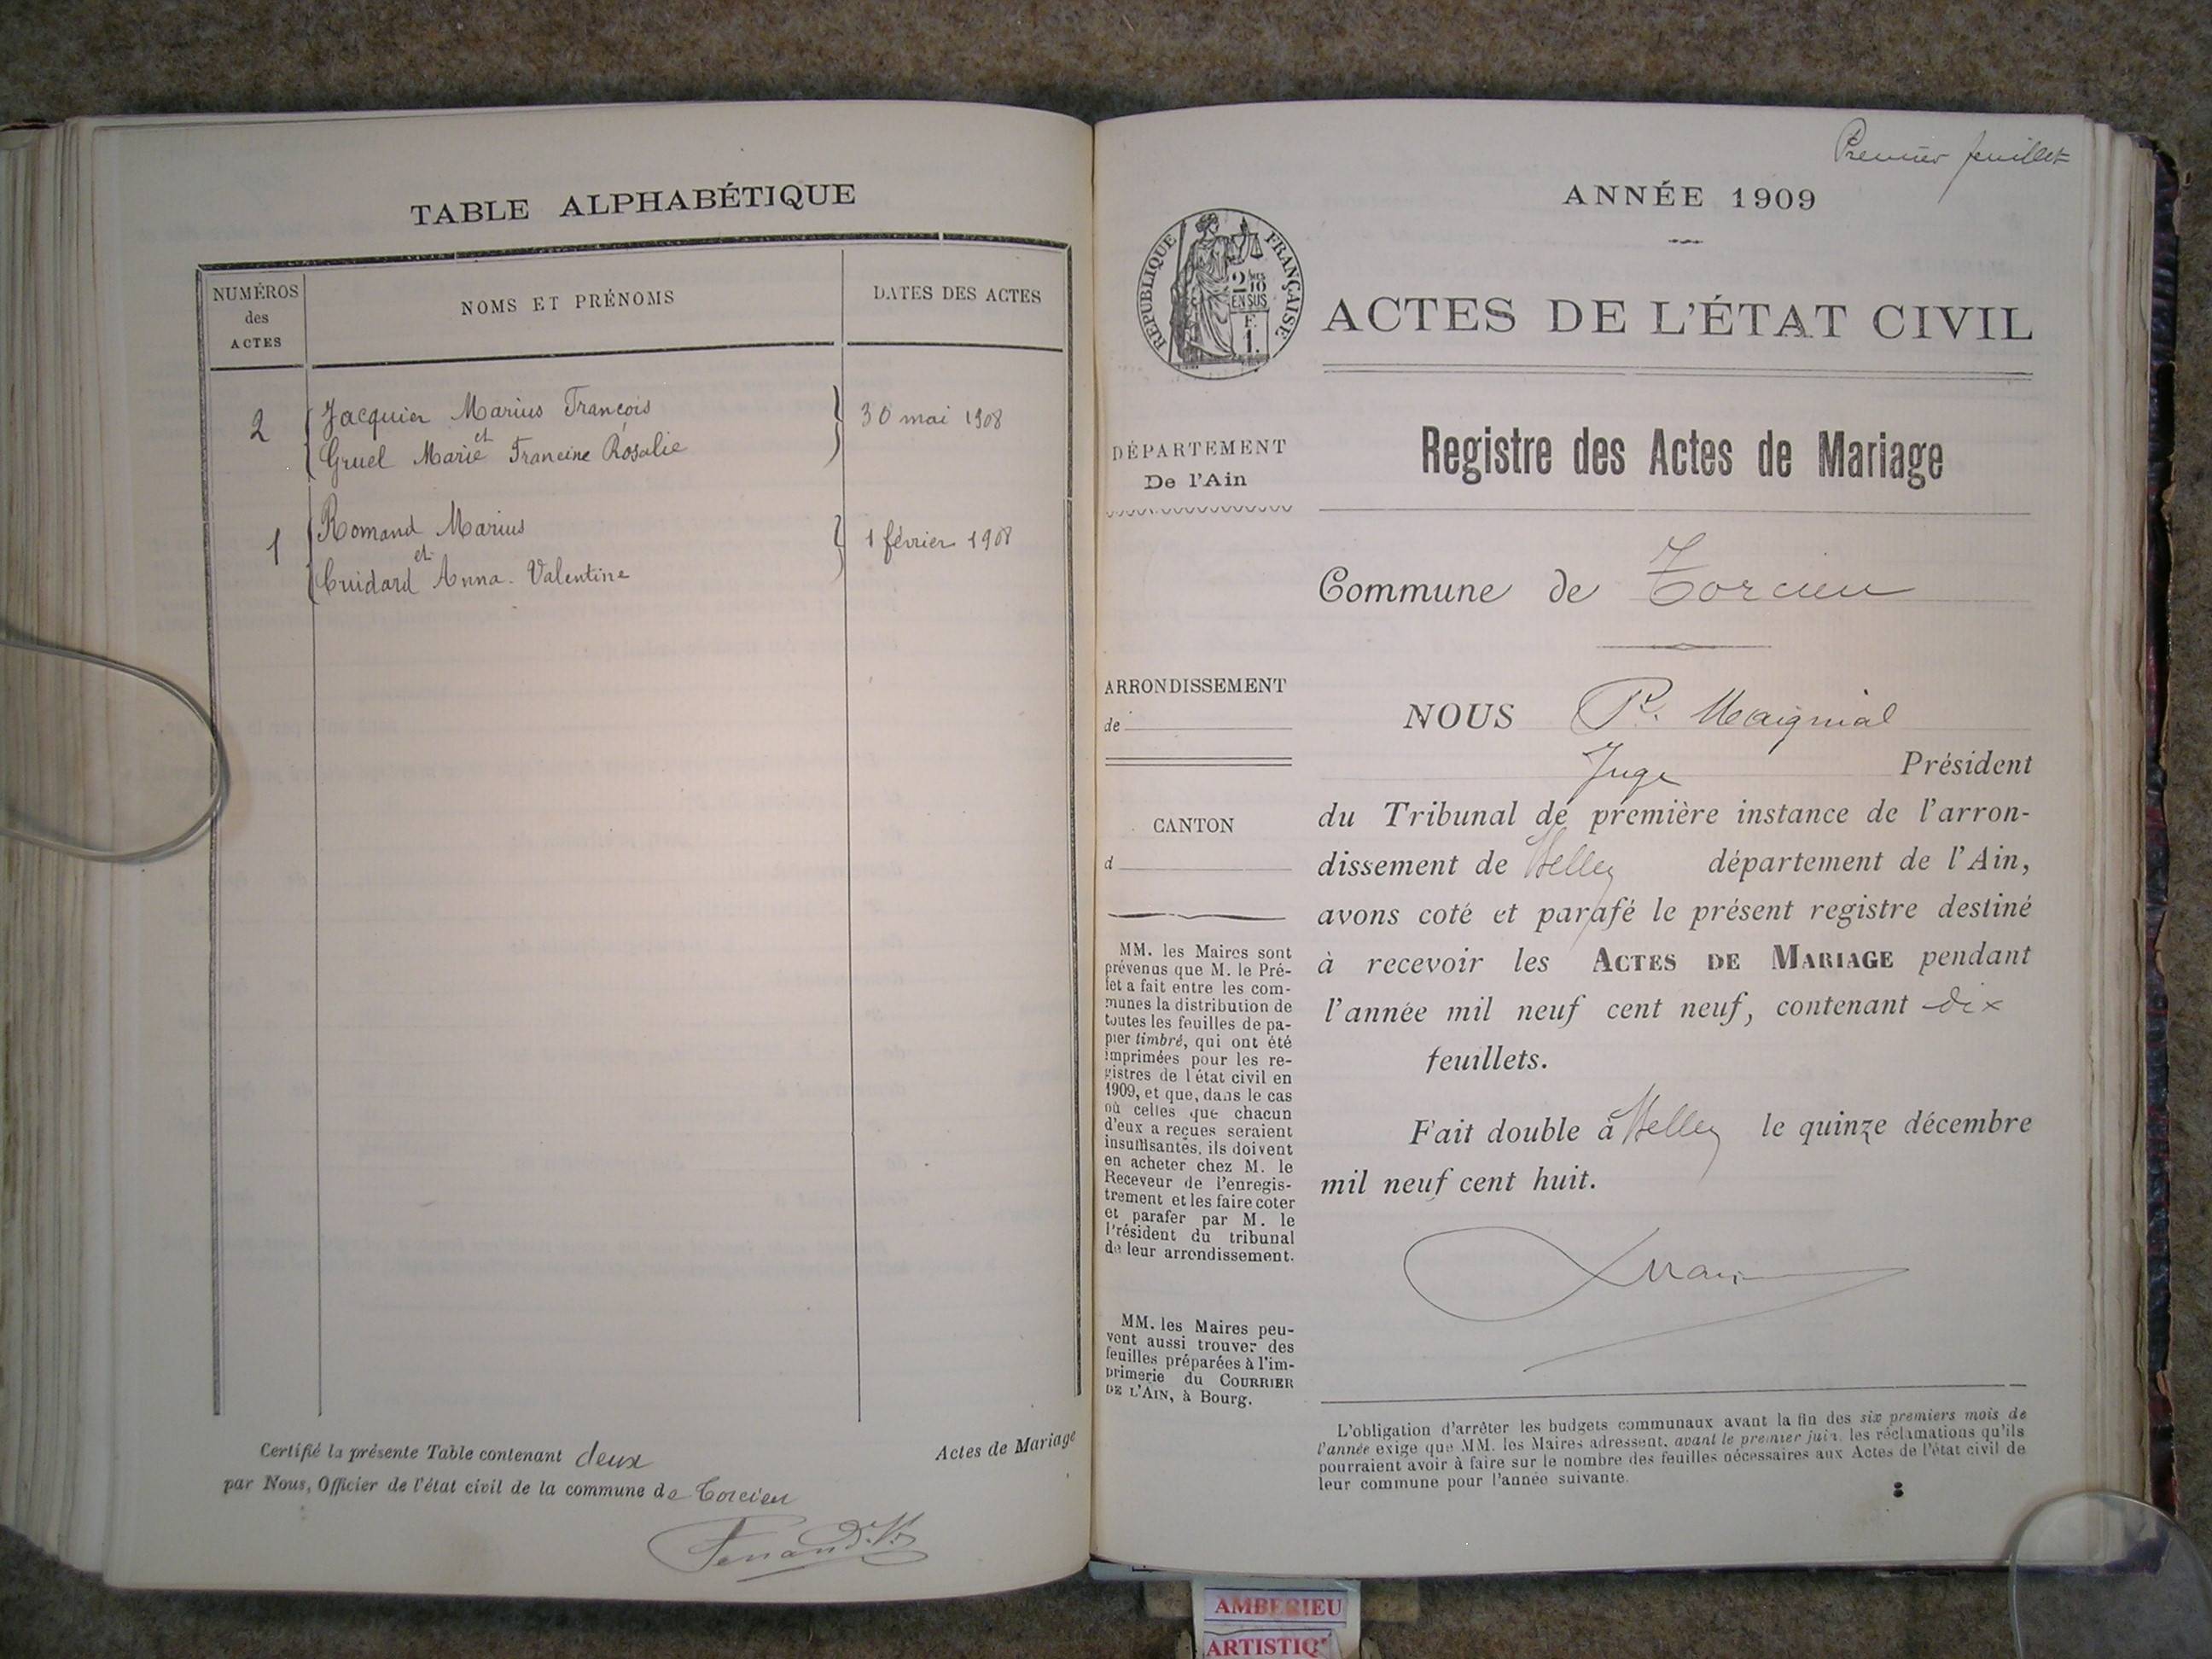 TABLE ALPHABÉTIQUE
NUMÉROS
des
ACTES
NOMS ET PRÉNOMS
DATES DES ACTES
2
Jacquier Marius François
et
Gruel Marie Francine Rosalie
30 mai 1908
1
Romand Marius
et
Cuidard Anna-Valentine
1 février 1908
Certifié la présente Table contenant deux
par Nous, Officier de l'état civil de la commune de Torcieu
Actes de Mariage
Premier feuillet
ANNÉE 1909
RÉPUBLIQUE FRANÇAISE
2/10
EN SUS
F.
1.
ACTES DE L'ÉTAT CIVIL
DÉPARTEMENT
De l'Ain
Registre des Actes de Mariage
Commune de Torcieu
ARRONDISSEMENT
de
CANTON
d
MM. les Maires sont
prévenus que M. le Pré-
fet a fait entre les com-
munes la distribution de
toutes les feuilles de pa-
pier timbré, qui ont été
imprimées pour les re-
gistres de l'état civil en
1909, et que, dans le cas
où celles que chacun
d'eux a reçues seraient
insuffisantes, ils doivent
en acheter chez M. le
Receveur de l'enregis-
trement et les faire coter
et parafer par M. le
Président du tribunal
de leur arrondissement.
MM. les Maires peu-
vent aussi trouver des
feuilles préparées à l'im-
primerie du COURRIER
DE L'AIN, à Bourg.
NOUS P. Maignial
Juge Président
du Tribunal de première instance de l'arron-
dissement de Belley département de l'Ain,
avons coté et parafé le présent registre destiné
à recevoir les ACTES DE MARIAGE pendant
l'année mil neuf cent neuf, contenant dix
feuillets.
Fait double à Belley le quinze décembre
mil neuf cent huit.
L'obligation d'arrêter les budgets communaux avant la fin des six premiers mois de
l'année exige que MM. les Maires adressent, avant le premier juin, les réclamations qu'ils
pourraient avoir à faire sur le nombre des feuilles nécessaires aux Actes de l'état civil de
leur commune pour l'année suivante.
AMBERIEU
ARTISTIQ